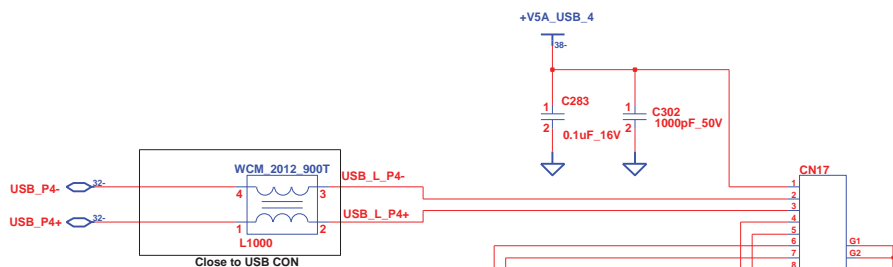 +V5A_USB_4
38-
1
C283
2
0.1uF_16V
1
C302
1000pF_50V
2
CN17
WCM_2012_900T
USB_P4-
32-
4
3
USB_L_P4-
1
2
USB_P4+
32-
1
2
USB_L_P4+
3
L1000
4
5
6
G1
7
G2
8
Close to USB CON